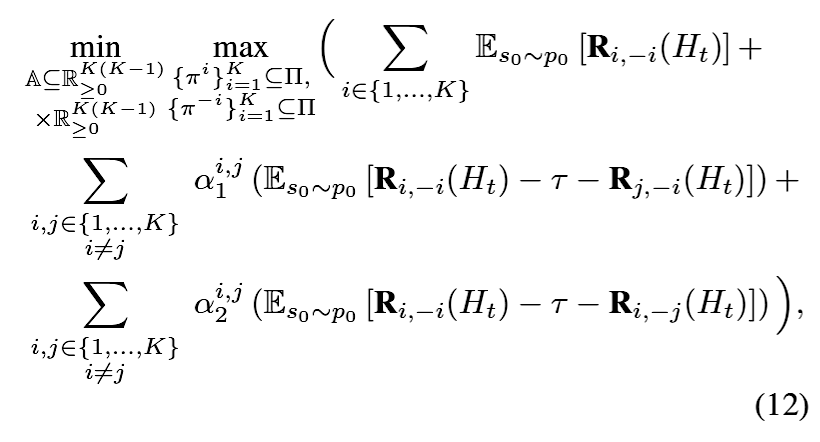 min max ( ∑ 𝔼_{s_0∼p_0} [𝐑_{i,−i}(H_t)] +
𝔸⊆ℝ_{≥0}^{K(K−1)} {π^i}_{i=1}^K⊆Π, i∈{1,...,K}
×ℝ_{≥0}^{K(K−1)} {π^{−i}}_{i=1}^K⊆Π
∑ α_1^{i,j} (𝔼_{s_0∼p_0} [𝐑_{i,−i}(H_t) − τ − 𝐑_{j,−i}(H_t)]) +
i,j∈{1,...,K}
i≠j
∑ α_2^{i,j} (𝔼_{s_0∼p_0} [𝐑_{i,−i}(H_t) − τ − 𝐑_{i,−j}(H_t)]) ),
i,j∈{1,...,K}
i≠j
(12)